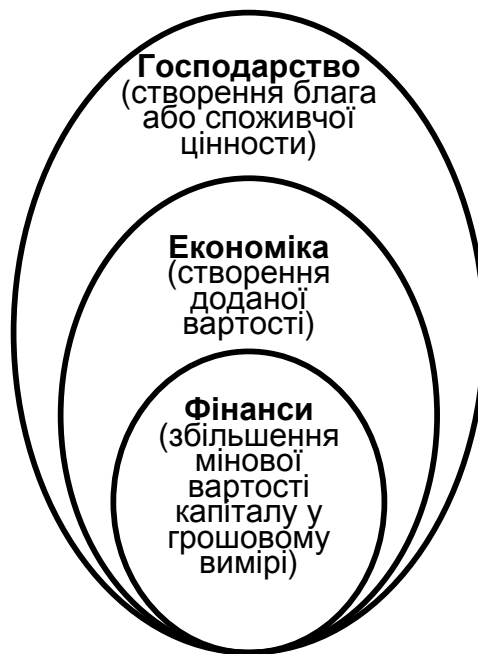 Господарство
(створення блага
або споживчої
цінности)
Економіка
(створення
доданої
вартості)
Фінанси
(збільшення
мінової
вартості
капіталу у
грошовому
вимірі)